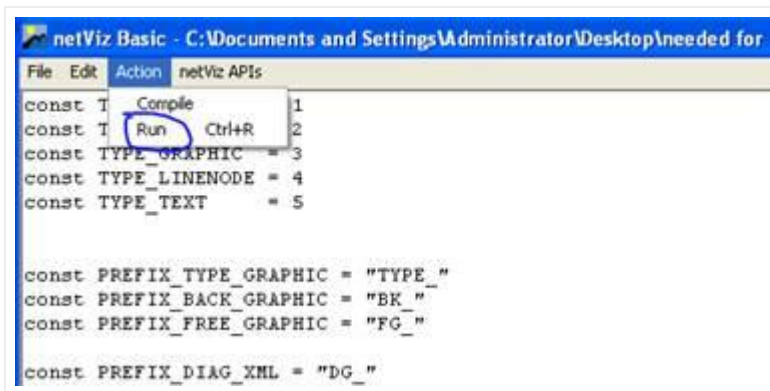 netViz Basic - C:\Documents and Settings\Administrator\Desktop\needed for
File Edit Action netViz APIs
const T Compile 1
const T Run Ctrl+R 2
const TYPE_GRAPHIC = 3
const TYPE_LINENODE = 4
const TYPE_TEXT = 5
const PREFIX_TYPE_GRAPHIC = "TYPE_"
const PREFIX_BACK_GRAPHIC = "BK_"
const PREFIX_FREE_GRAPHIC = "FG_"
const PREFIX_DIAG_XML = "DG_"